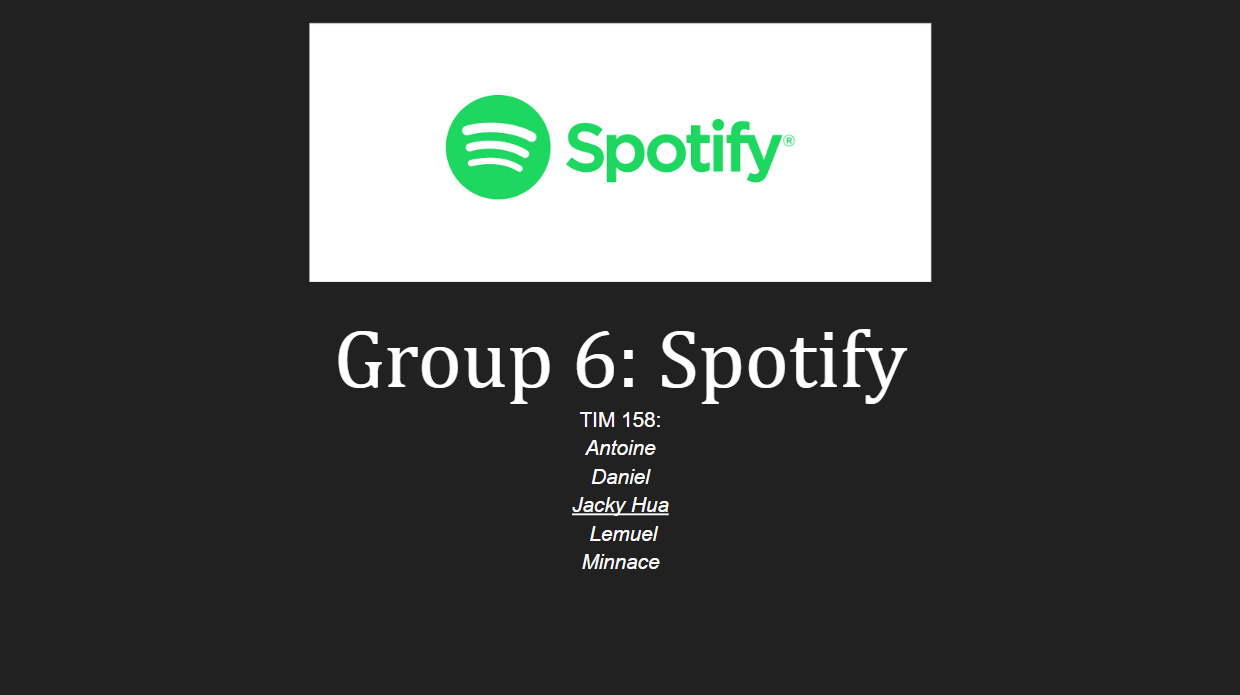 Spotify®
Group 6: Spotify
TIM 158:
Antoine
Daniel
Jacky Hua
Lemuel
Minnace